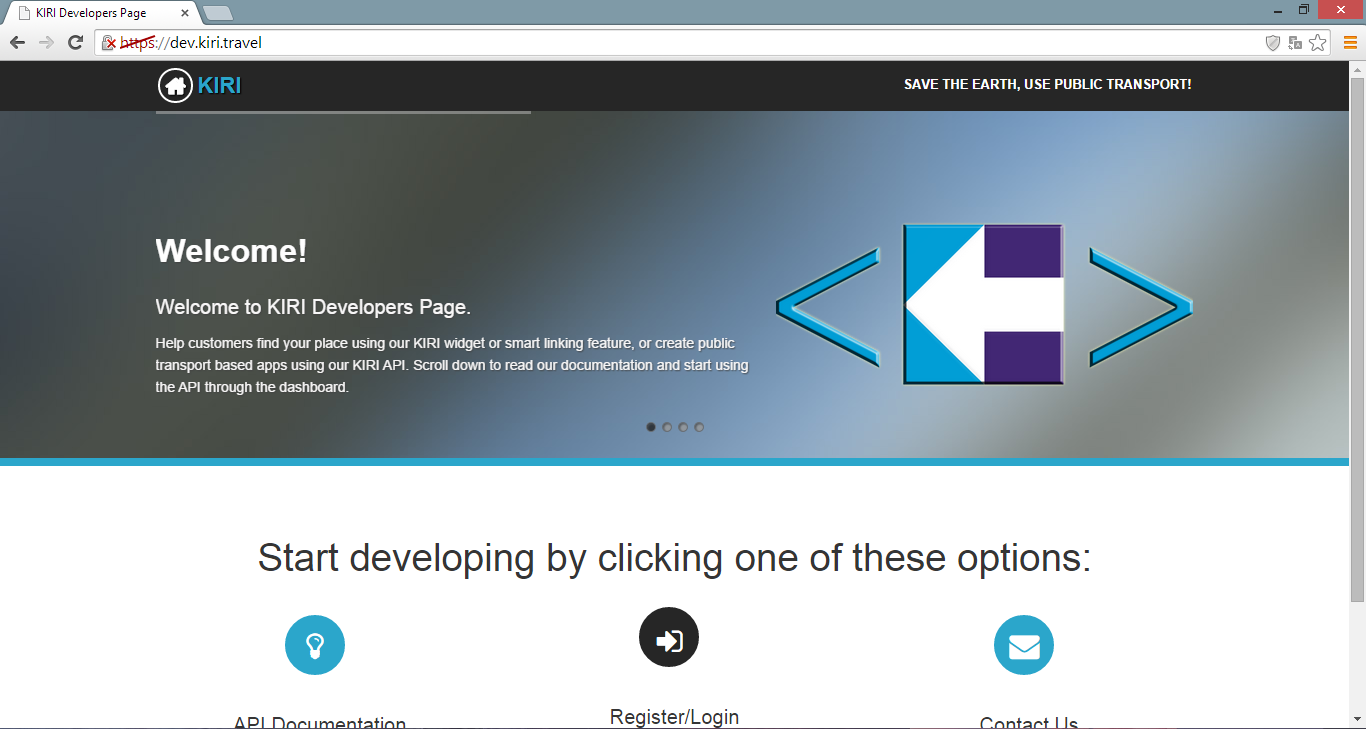 KIRI Developers Page
https://dev.kiri.travel
KIRI
SAVE THE EARTH, USE PUBLIC TRANSPORT!
Welcome!
Welcome to KIRI Developers Page.
Help customers find your place using our KIRI widget or smart linking feature, or create public
transport based apps using our KIRI API. Scroll down to read our documentation and start using
the API through the dashboard.
Start developing by clicking one of these options:
API Documentation
Register/Login
Contact Us